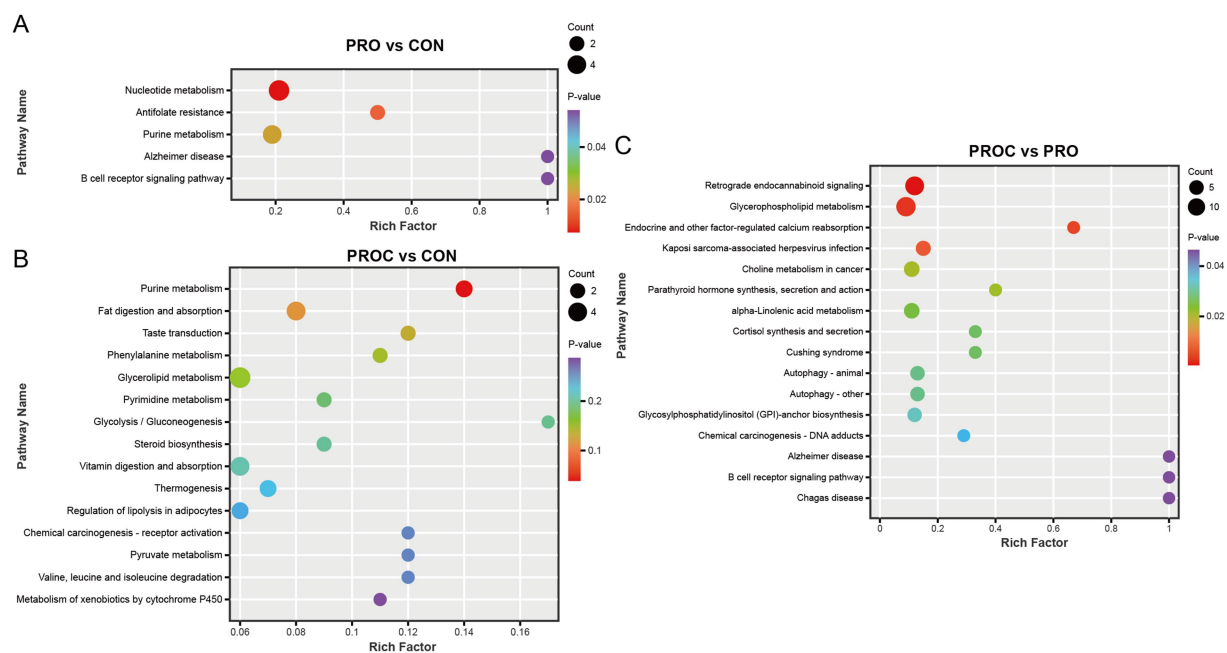 A
PRO vs CON
Pathway Name
Nucleotide metabolism
Antifolate resistance
Purine metabolism
Alzheimer disease
B cell receptor signaling pathway
0.2
0.4
0.6
0.8
1
Rich Factor
Count
2
4
P-value
0.04
0.02
B
PROC vs CON
Pathway Name
Purine metabolism
Fat digestion and absorption
Taste transduction
Phenylalanine metabolism
Glycerolipid metabolism
Pyrimidine metabolism
Glycolysis / Gluconeogenesis
Steroid biosynthesis
Vitamin digestion and absorption
Thermogenesis
Regulation of lipolysis in adipocytes
Chemical carcinogenesis - receptor activation
Pyruvate metabolism
Valine, leucine and isoleucine degradation
Metabolism of xenobiotics by cytochrome P450
0.06
0.08
0.1
0.12
0.14
0.16
Rich Factor
Count
2
4
P-value
0.2
0.1
C
PROC vs PRO
Pathway Name
Retrograde endocannabinoid signaling
Glycerophospholipid metabolism
Endocrine and other factor-regulated calcium reabsorption
Kaposi sarcoma-associated herpesvirus infection
Choline metabolism in cancer
Parathyroid hormone synthesis, secretion and action
alpha-Linolenic acid metabolism
Cortisol synthesis and secretion
Cushing syndrome
Autophagy - animal
Autophagy - other
Glycosylphosphatidylinositol (GPI)-anchor biosynthesis
Chemical carcinogenesis - DNA adducts
Alzheimer disease
B cell receptor signaling pathway
Chagas disease
0
0.2
0.4
0.6
0.8
1
Rich Factor
Count
5
10
P-value
0.04
0.02